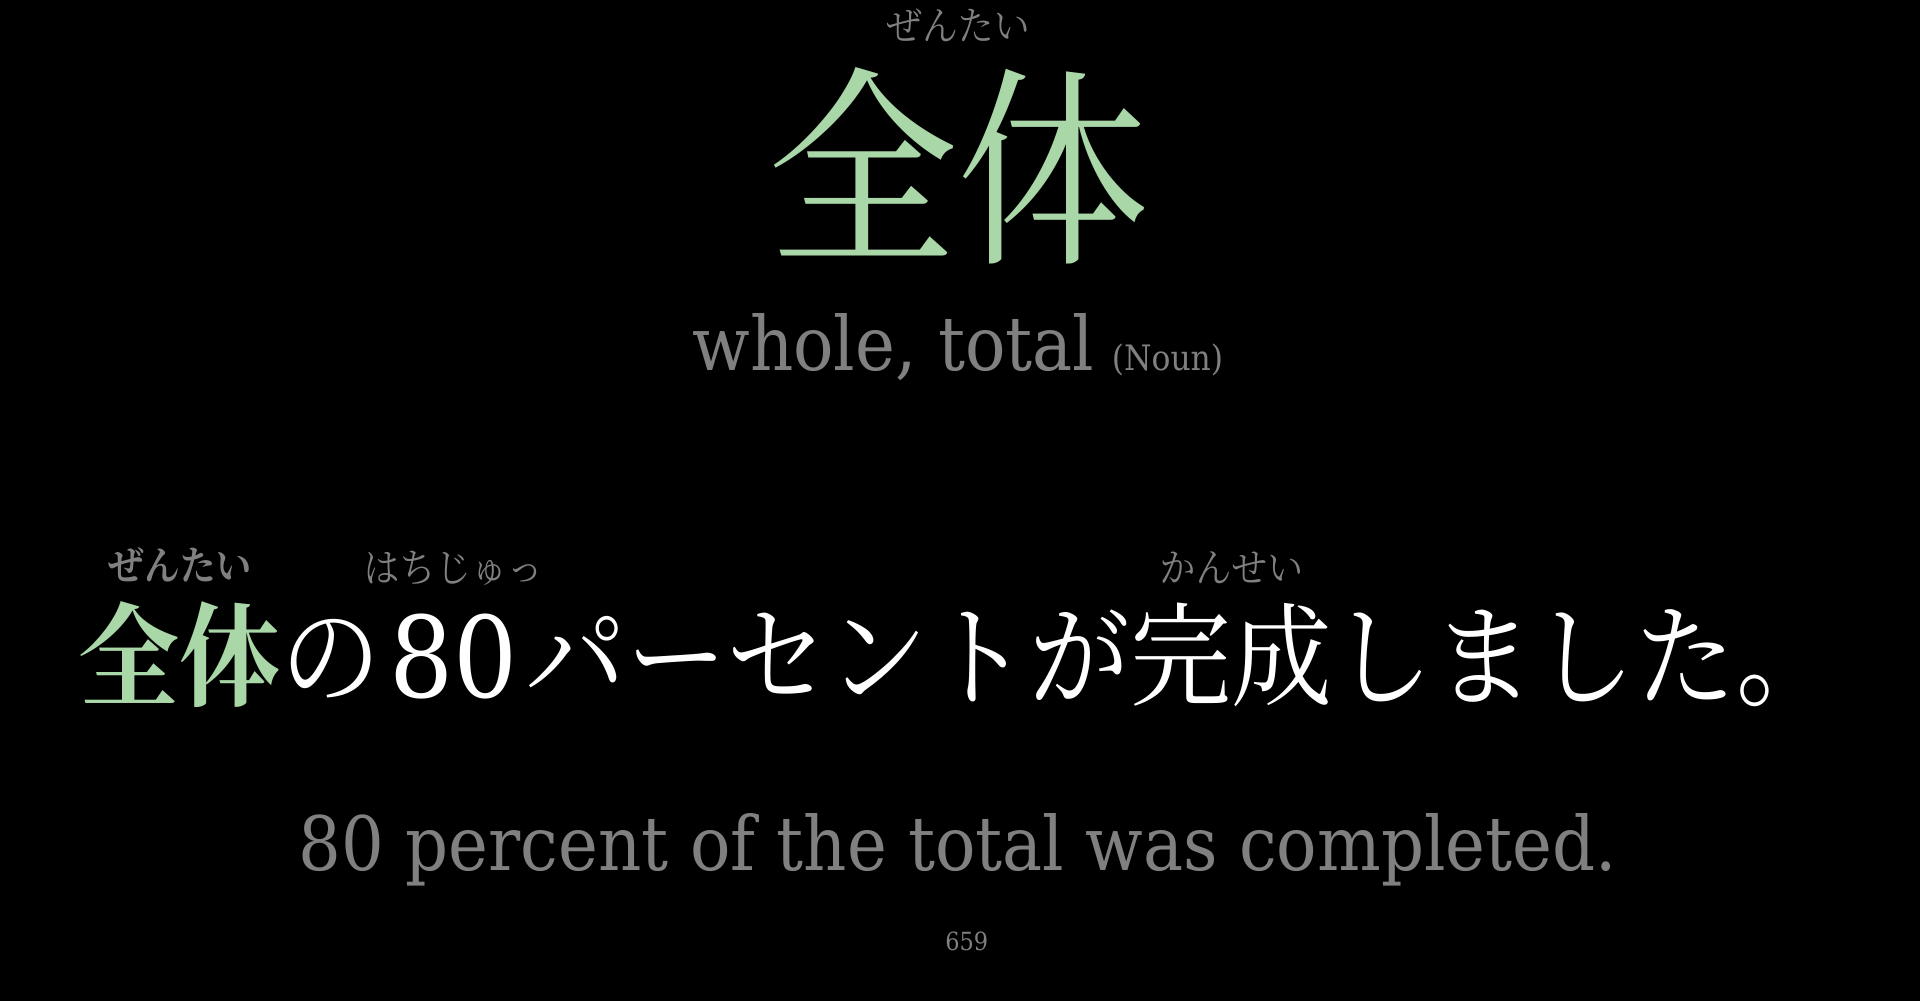 ぜんたい
全体
whole, total (Noun)
ぜんたい はちじゅっ かんせい
全体の80パーセントが完成しました。
80 percent of the total was completed.
659